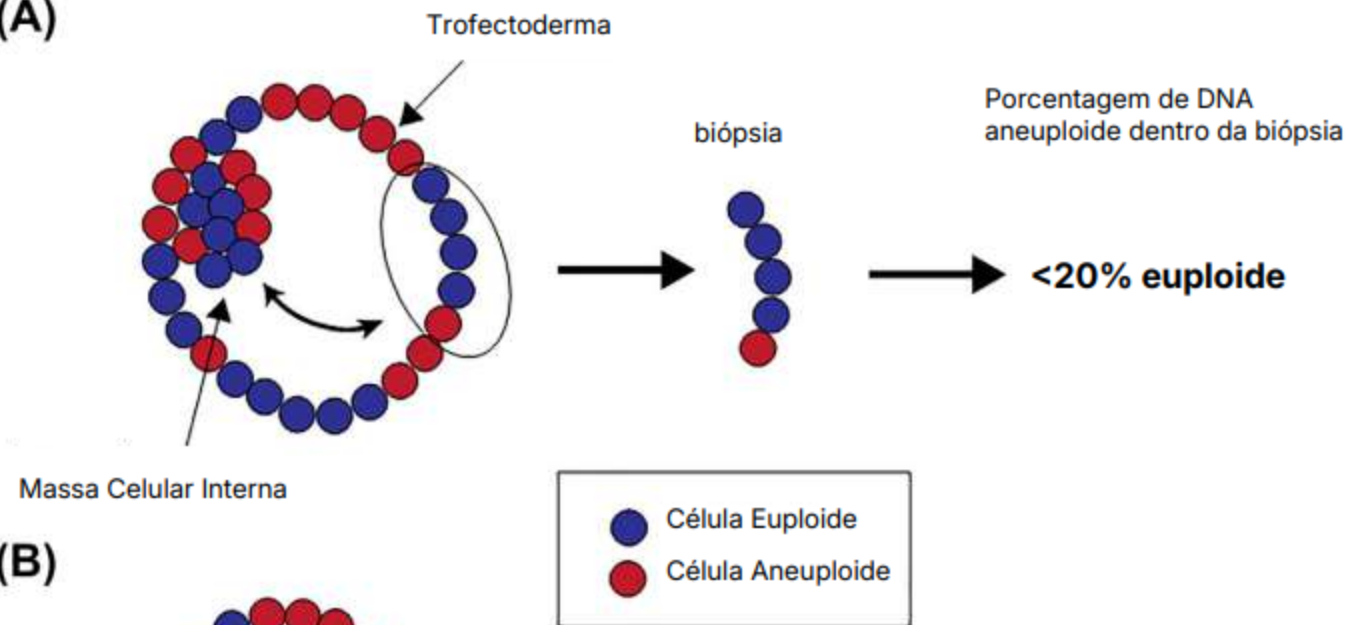 (A)
Trofectoderma
biópsia
Porcentagem de DNA
aneuploide dentro da biópsia
<20% euploide
Massa Celular Interna
Célula Euploide
Célula Aneuploide
(B)